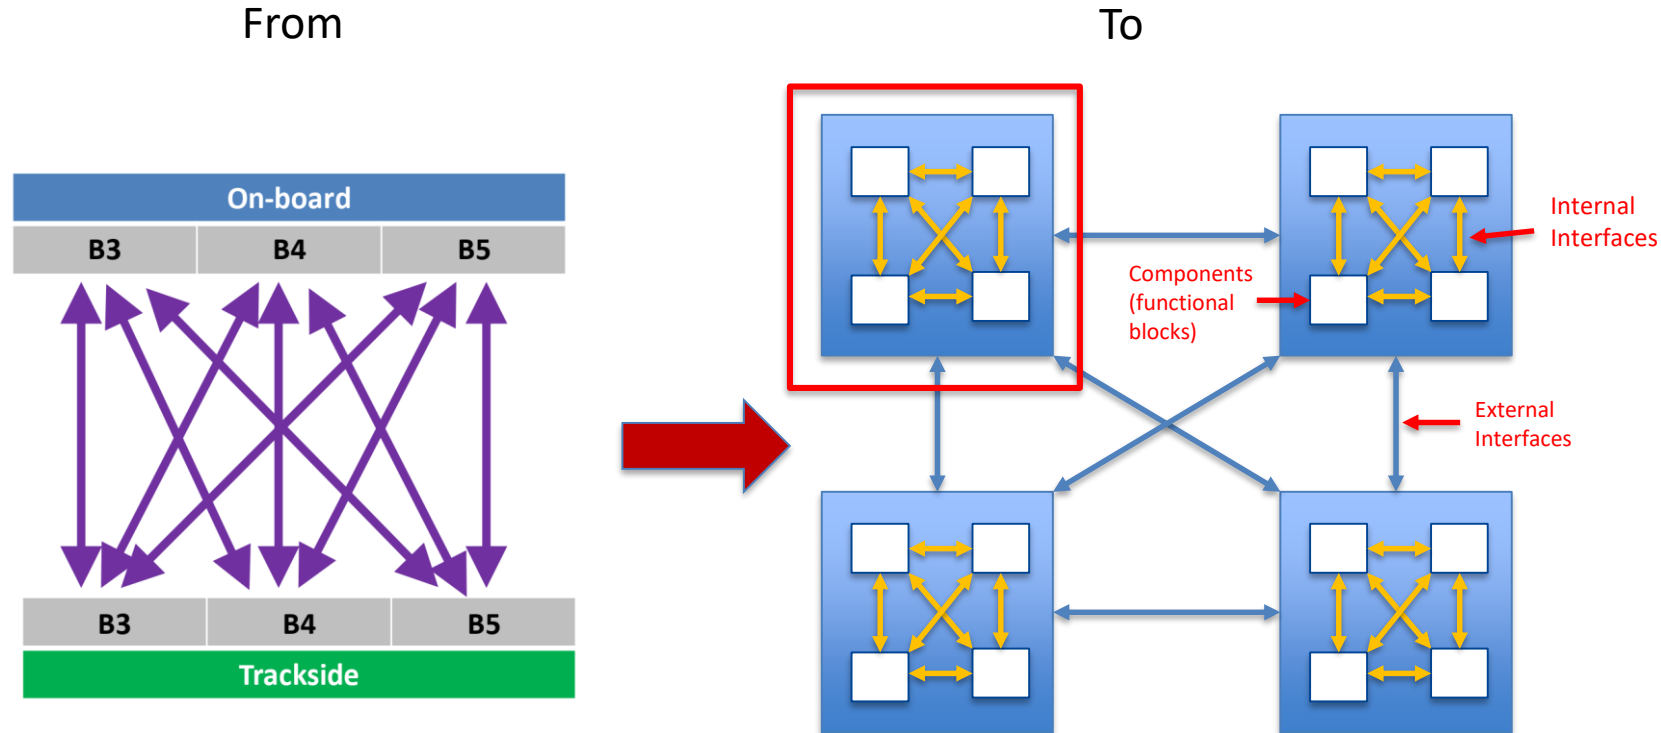 From
To
On-board
B3 B4 B5
B3 B4 B5
Trackside
Internal
Interfaces
Components
(functional
blocks)
External
Interfaces